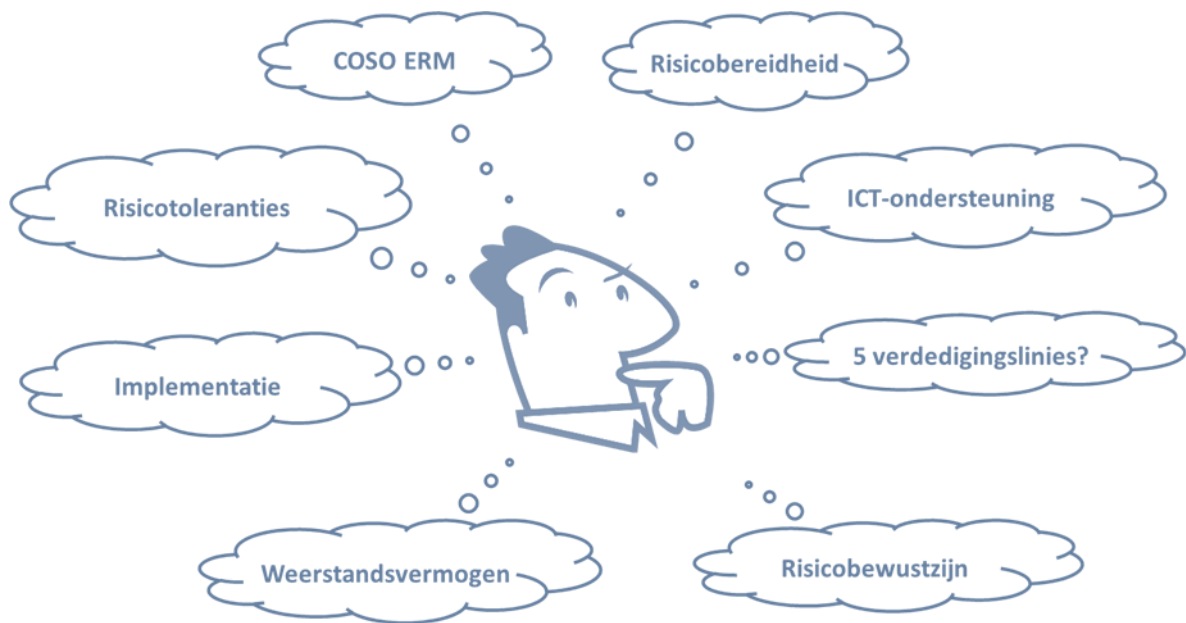 COSO ERM
Risicobereidheid
Risicotoleranties
ICT-ondersteuning
Implementatie
5 verdedigingslinies?
Weerstandsvermogen
Risicobewustzijn